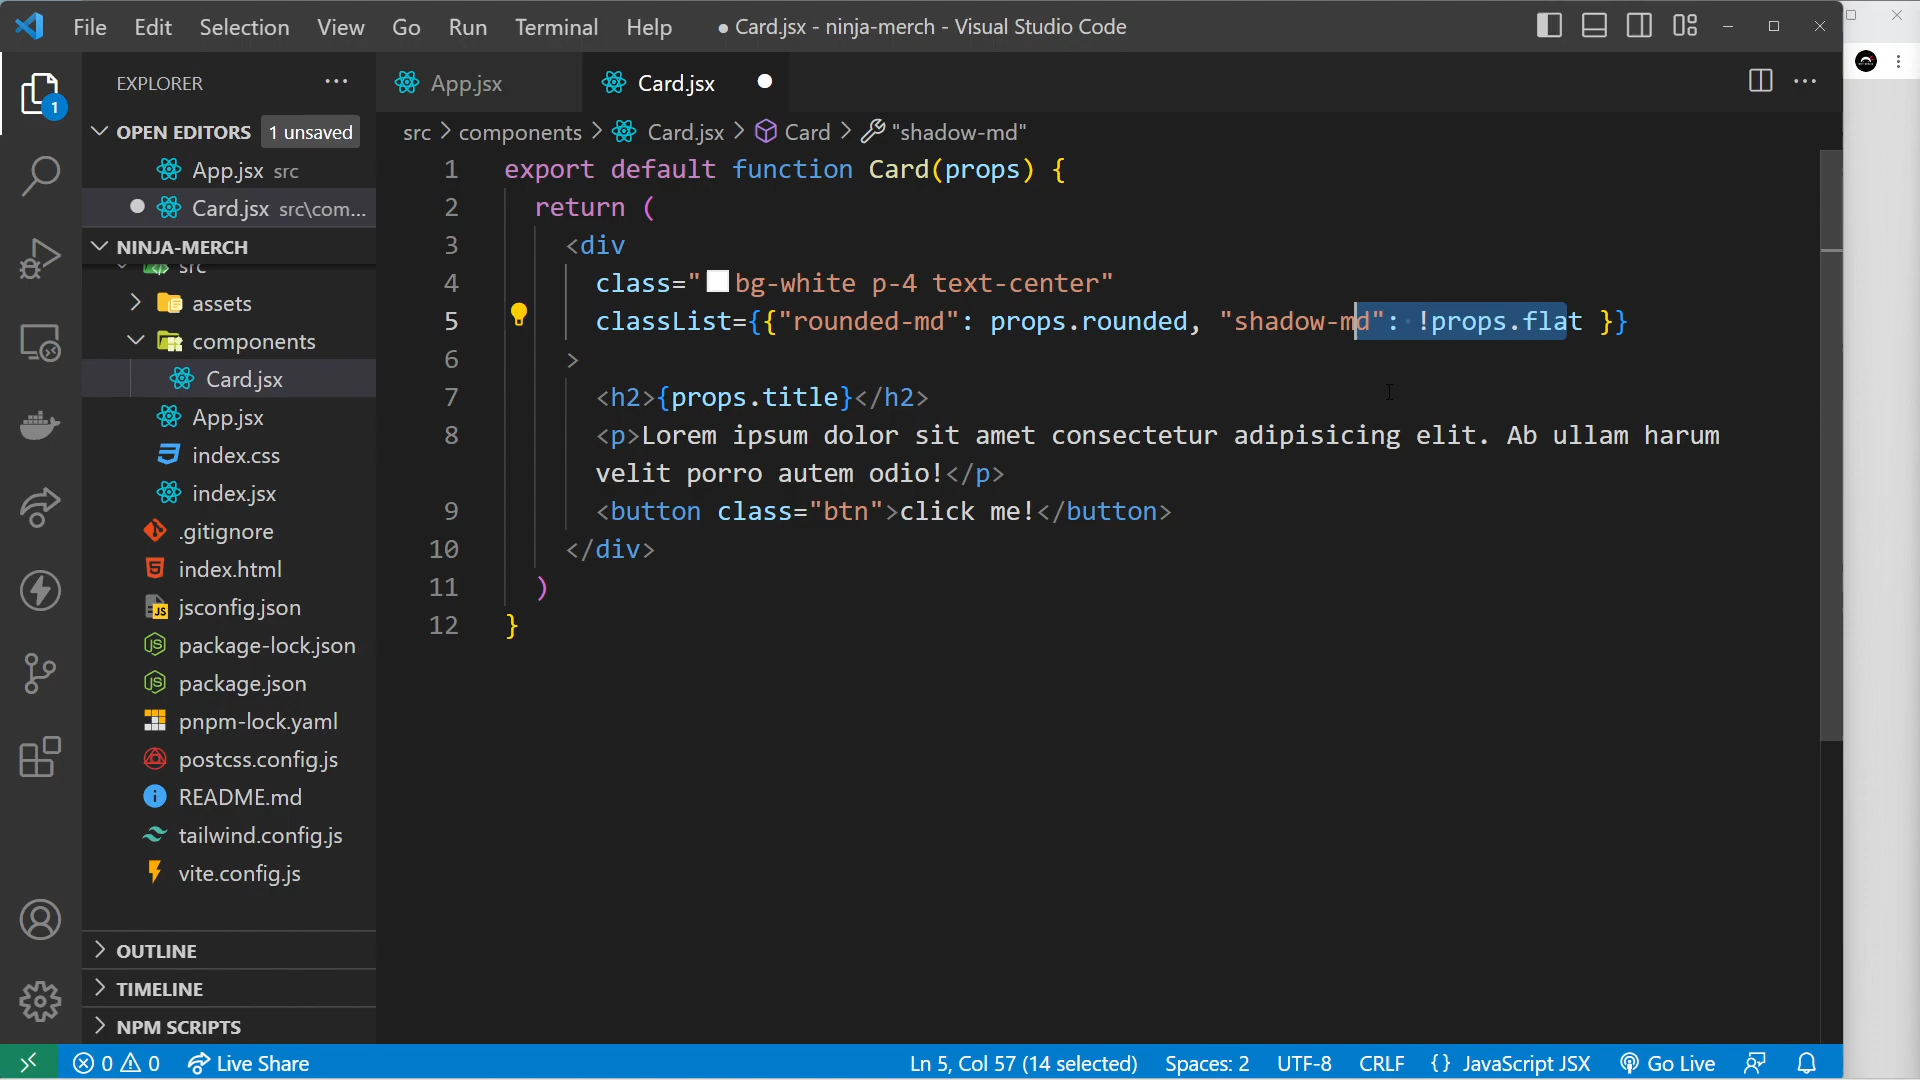 File Edit Selection View Go Run Terminal Help ● Card.jsx - ninja-merch - Visual Studio Code
EXPLORER
OPEN EDITORS 1 unsaved
App.jsx src
Card.jsx src\com...
NINJA-MERCH
src
assets
components
Card.jsx
App.jsx
index.css
index.jsx
.gitignore
index.html
jsconfig.json
package-lock.json
package.json
pnpm-lock.yaml
postcss.config.js
README.md
tailwind.config.js
vite.config.js
OUTLINE
TIMELINE
NPM SCRIPTS
1
App.jsx Card.jsx
src > components > Card.jsx > Card > "shadow-md"
1 export default function Card(props) {
2 return (
3 <div
4 class="bg-white p-4 text-center"
5 classList={{"rounded-md": props.rounded, "shadow-md": !props.flat }}
6 >
7 <h2>{props.title}</h2>
8 <p>Lorem ipsum dolor sit amet consectetur adipisicing elit. Ab ullam harum
velit porro autem odio!</p>
9 <button class="btn">click me!</button>
10 </div>
11 )
12 }
0 0 Live Share Ln 5, Col 57 (14 selected) Spaces: 2 UTF-8 CRLF {} JavaScript JSX Go Live